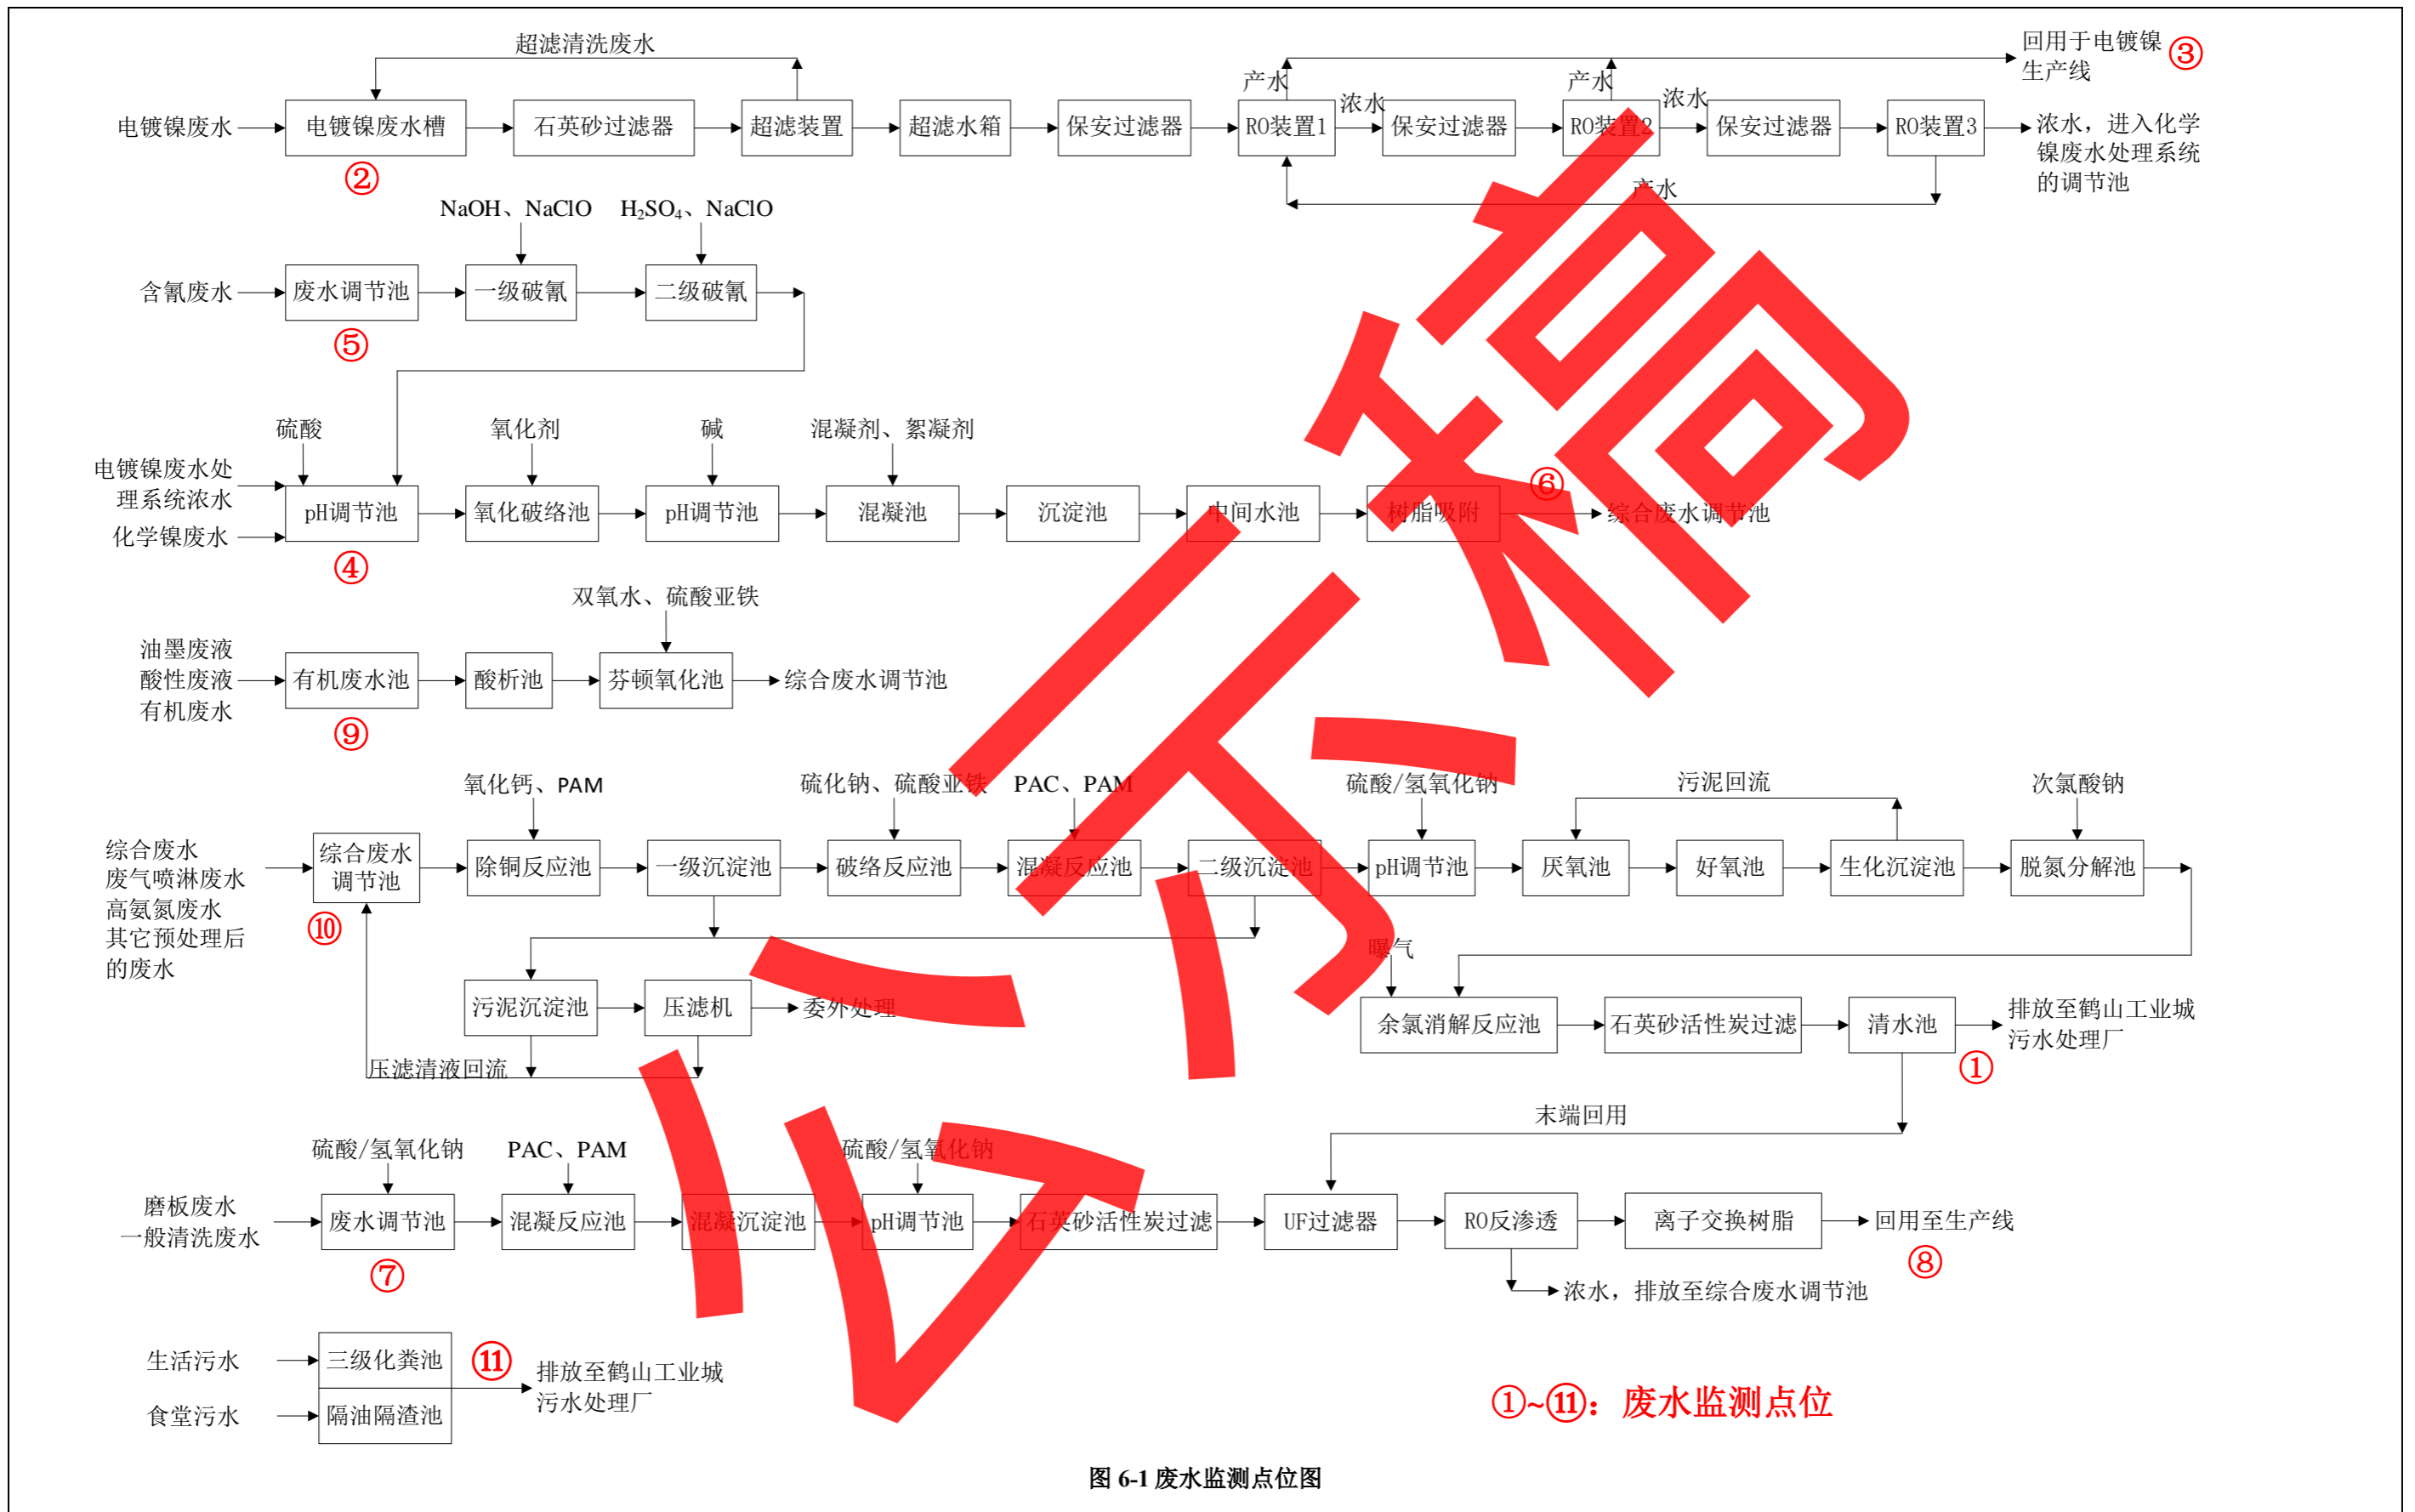 超滤清洗废水
回用于电镀镍
生产线
③
产水
产水
浓水
浓水
电镀镍废水
电镀镍废水槽
石英砂过滤器
超滤装置
超滤水箱
保安过滤器
RO装置1
保安过滤器
RO装置2
保安过滤器
RO装置3
浓水，进入化学
镍废水处理系统
的调节池
②
产水
NaOH、NaClO
H₂SO₄、NaClO
含氰废水
废水调节池
一级破氰
二级破氰
⑤
硫酸
氧化剂
碱
混凝剂、絮凝剂
电镀镍废水处
理系统浓水
化学镍废水
pH调节池
氧化破络池
pH调节池
混凝池
沉淀池
中间水池
树脂吸附
⑥
综合废水调节池
④
双氧水、硫酸亚铁
油墨废液
酸性废液
有机废水
有机废水池
酸析池
芬顿氧化池
综合废水调节池
⑨
氧化钙、PAM
硫化钠、硫酸亚铁
PAC、PAM
硫酸/氢氧化钠
污泥回流
次氯酸钠
综合废水
废气喷淋废水
高氨氮废水
其它预处理后
的废水
综合废水
调节池
除铜反应池
一级沉淀池
破络反应池
混凝反应池
二级沉淀池
pH调节池
厌氧池
好氧池
生化沉淀池
脱氮分解池
⑩
曝气
污泥沉淀池
压滤机
委外处理
余氯消解反应池
石英砂活性炭过滤
清水池
排放至鹤山工业城
污水处理厂
①
压滤清液回流
末端回用
硫酸/氢氧化钠
PAC、PAM
硫酸/氢氧化钠
磨板废水
一般清洗废水
废水调节池
混凝反应池
混凝沉淀池
pH调节池
石英砂活性炭过滤
UF过滤器
RO反渗透
离子交换树脂
回用至生产线
⑦
⑧
浓水，排放至综合废水调节池
生活污水
三级化粪池
⑪
排放至鹤山工业城
污水处理厂
食堂污水
隔油隔渣池
①~⑪：废水监测点位
图 6-1 废水监测点位图
公示一稿